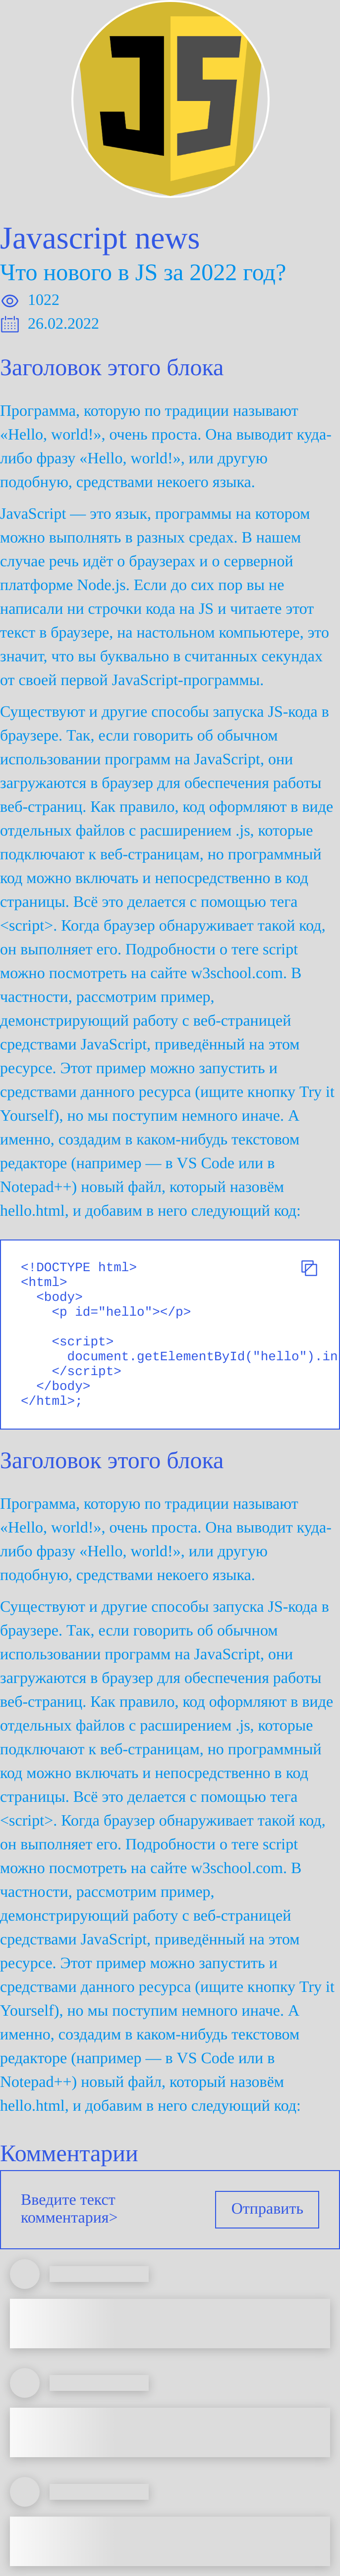 JS
Javascript news
Что нового в JS за 2022 год?
1022
26.02.2022
Заголовок этого блока
Программа, которую по традиции называют
«Hello, world!», очень проста. Она выводит куда-
либо фразу «Hello, world!», или другую
подобную, средствами некоего языка.
JavaScript — это язык, программы на котором
можно выполнять в разных средах. В нашем
случае речь идёт о браузерах и о серверной
платформе Node.js. Если до сих пор вы не
написали ни строчки кода на JS и читаете этот
текст в браузере, на настольном компьютере, это
значит, что вы буквально в считанных секундах
от своей первой JavaScript-программы.
Существуют и другие способы запуска JS-кода в
браузере. Так, если говорить об обычном
использовании программ на JavaScript, они
загружаются в браузер для обеспечения работы
веб-страниц. Как правило, код оформляют в виде
отдельных файлов с расширением .js, которые
подключают к веб-страницам, но программный
код можно включать и непосредственно в код
страницы. Всё это делается с помощью тега
<script>. Когда браузер обнаруживает такой код,
он выполняет его. Подробности о теге script
можно посмотреть на сайте w3school.com. В
частности, рассмотрим пример,
демонстрирующий работу с веб-страницей
средствами JavaScript, приведённый на этом
ресурсе. Этот пример можно запустить и
средствами данного ресурса (ищите кнопку Try it
Yourself), но мы поступим немного иначе. А
именно, создадим в каком-нибудь текстовом
редакторе (например — в VS Code или в
Notepad++) новый файл, который назовём
hello.html, и добавим в него следующий код:
<!DOCTYPE html>
<html>
<body>
<p id="hello"></p>
<script>
document.getElementById("hello").in
</script>
</body>
</html>;
Заголовок этого блока
Программа, которую по традиции называют
«Hello, world!», очень проста. Она выводит куда-
либо фразу «Hello, world!», или другую
подобную, средствами некоего языка.
Существуют и другие способы запуска JS-кода в
браузере. Так, если говорить об обычном
использовании программ на JavaScript, они
загружаются в браузер для обеспечения работы
веб-страниц. Как правило, код оформляют в виде
отдельных файлов с расширением .js, которые
подключают к веб-страницам, но программный
код можно включать и непосредственно в код
страницы. Всё это делается с помощью тега
<script>. Когда браузер обнаруживает такой код,
он выполняет его. Подробности о теге script
можно посмотреть на сайте w3school.com. В
частности, рассмотрим пример,
демонстрирующий работу с веб-страницей
средствами JavaScript, приведённый на этом
ресурсе. Этот пример можно запустить и
средствами данного ресурса (ищите кнопку Try it
Yourself), но мы поступим немного иначе. А
именно, создадим в каком-нибудь текстовом
редакторе (например — в VS Code или в
Notepad++) новый файл, который назовём
hello.html, и добавим в него следующий код:
Комментарии
Введите текст
комментария>
Отправить